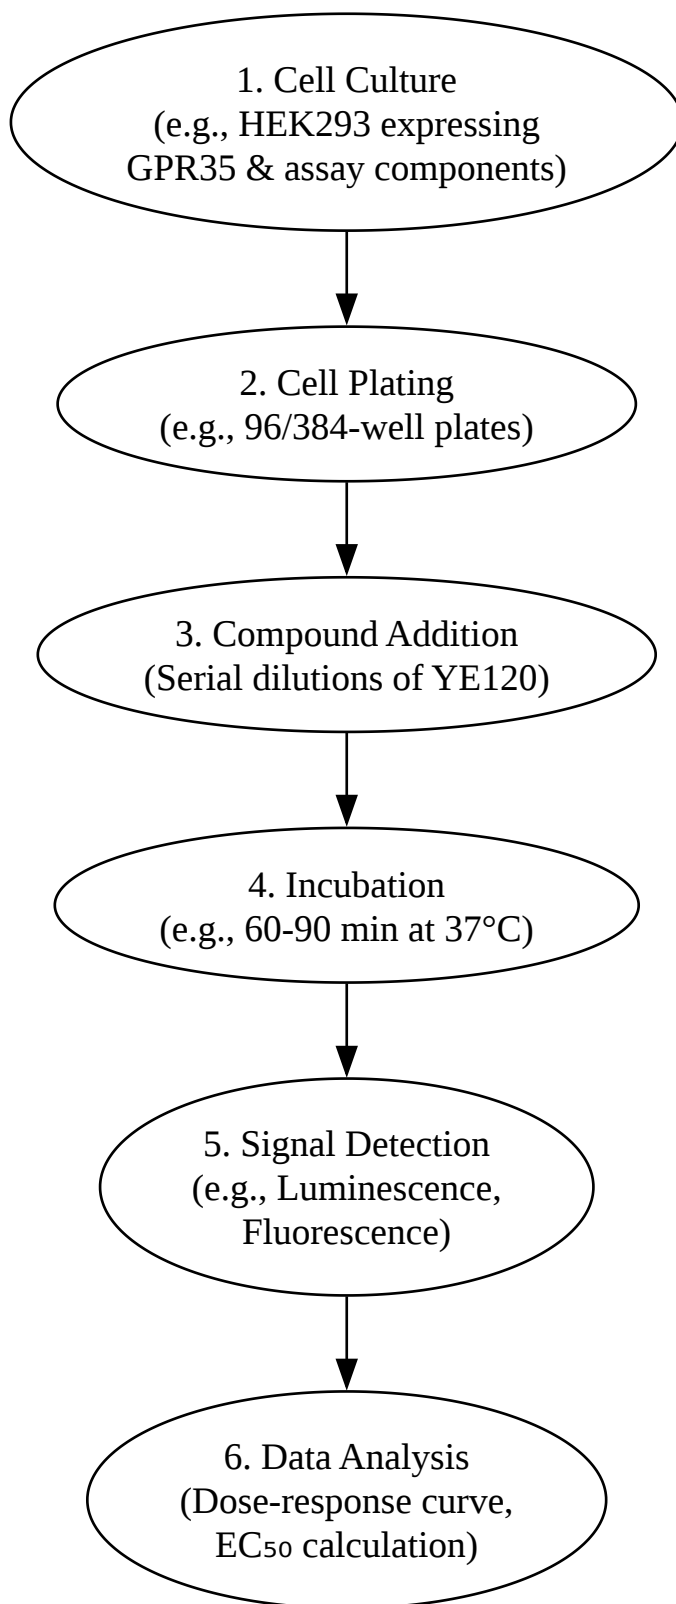 1. Cell Culture
(e.g., HEK293 expressing
GPR35 & assay components)
2. Cell Plating
(e.g., 96/384-well plates)
3. Compound Addition
(Serial dilutions of YE120)
4. Incubation
(e.g., 60-90 min at 37°C)
5. Signal Detection
(e.g., Luminescence,
Fluorescence)
6. Data Analysis
(Dose-response curve,
EC₅₀ calculation)